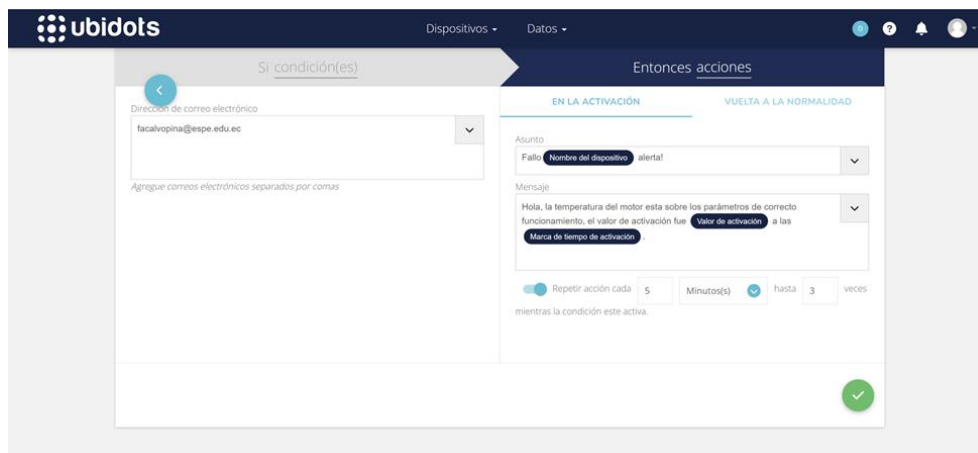 ubidots
Dispositivos
Datos
0
?
Si condición(es)
Entonces acciones
Dirección de correo electrónico
facalvopina@espe.edu.ec
Agregue correos electrónicos separados por comas
EN LA ACTIVACIÓN
VUELTA A LA NORMALIDAD
Asunto
Fallo Nombre del dispositivo alerta!
Mensaje
Hola, la temperatura del motor esta sobre los parámetros de correcto
funcionamiento, el valor de activación fue Valor de activación a las
Marca de tiempo de activación .
Repetir acción cada 5 Minutos(s) hasta 3 veces
mientras la condición este activa.